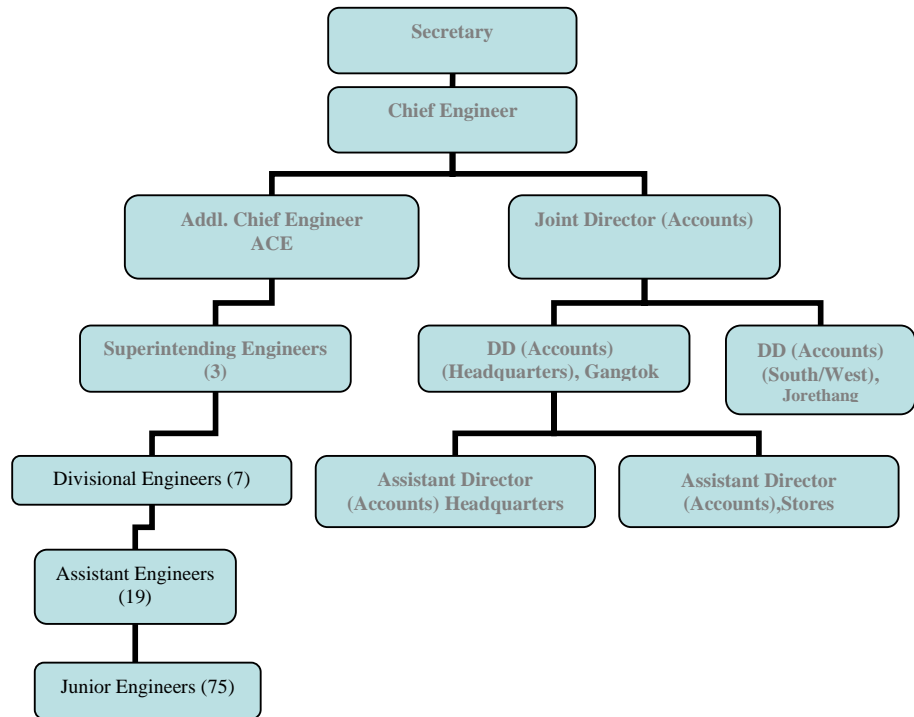 Secretary
Chief Engineer
Addl. Chief Engineer
ACE
Joint Director (Accounts)
Superintending Engineers
(3)
DD (Accounts)
(Headquarters), Gangtok
DD (Accounts)
(South/West),
Jorethang
Divisional Engineers (7)
Assistant Director
(Accounts) Headquarters
Assistant Director
(Accounts),Stores
Assistant Engineers
(19)
Junior Engineers (75)